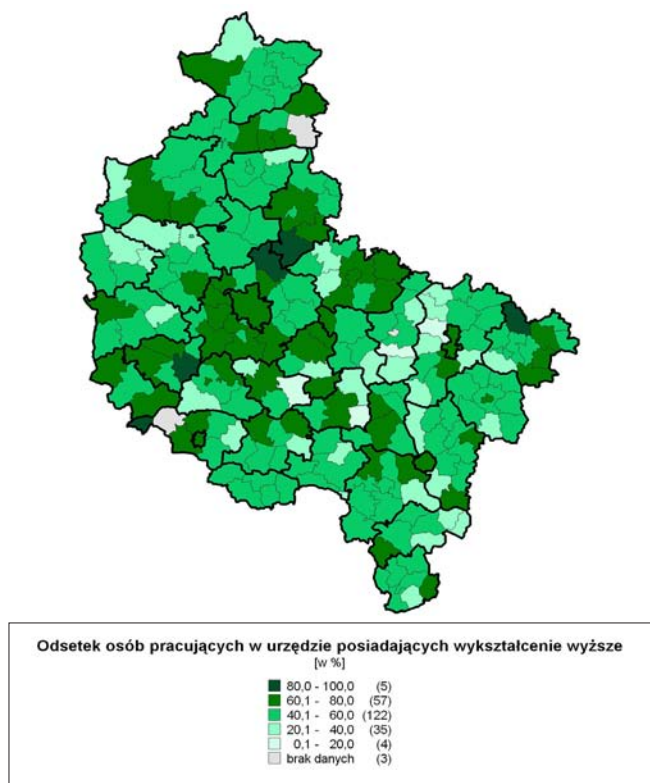 Odsetek osób pracujących w urzędzie posiadających wykształcenie wyższe
[w %]
80,0 - 100,0 (5)
60,1 - 80,0 (57)
40,1 - 60,0 (122)
20,1 - 40,0 (35)
0,1 - 20,0 (4)
brak danych (3)